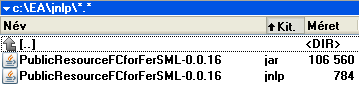 c:\EA\jnlp\*.*
Név Kit. Méret
[..] <DIR>
PublicResourceFCforFerSML-0.0.16 jar 106 560
PublicResourceFCforFerSML-0.0.16 jnlp 784